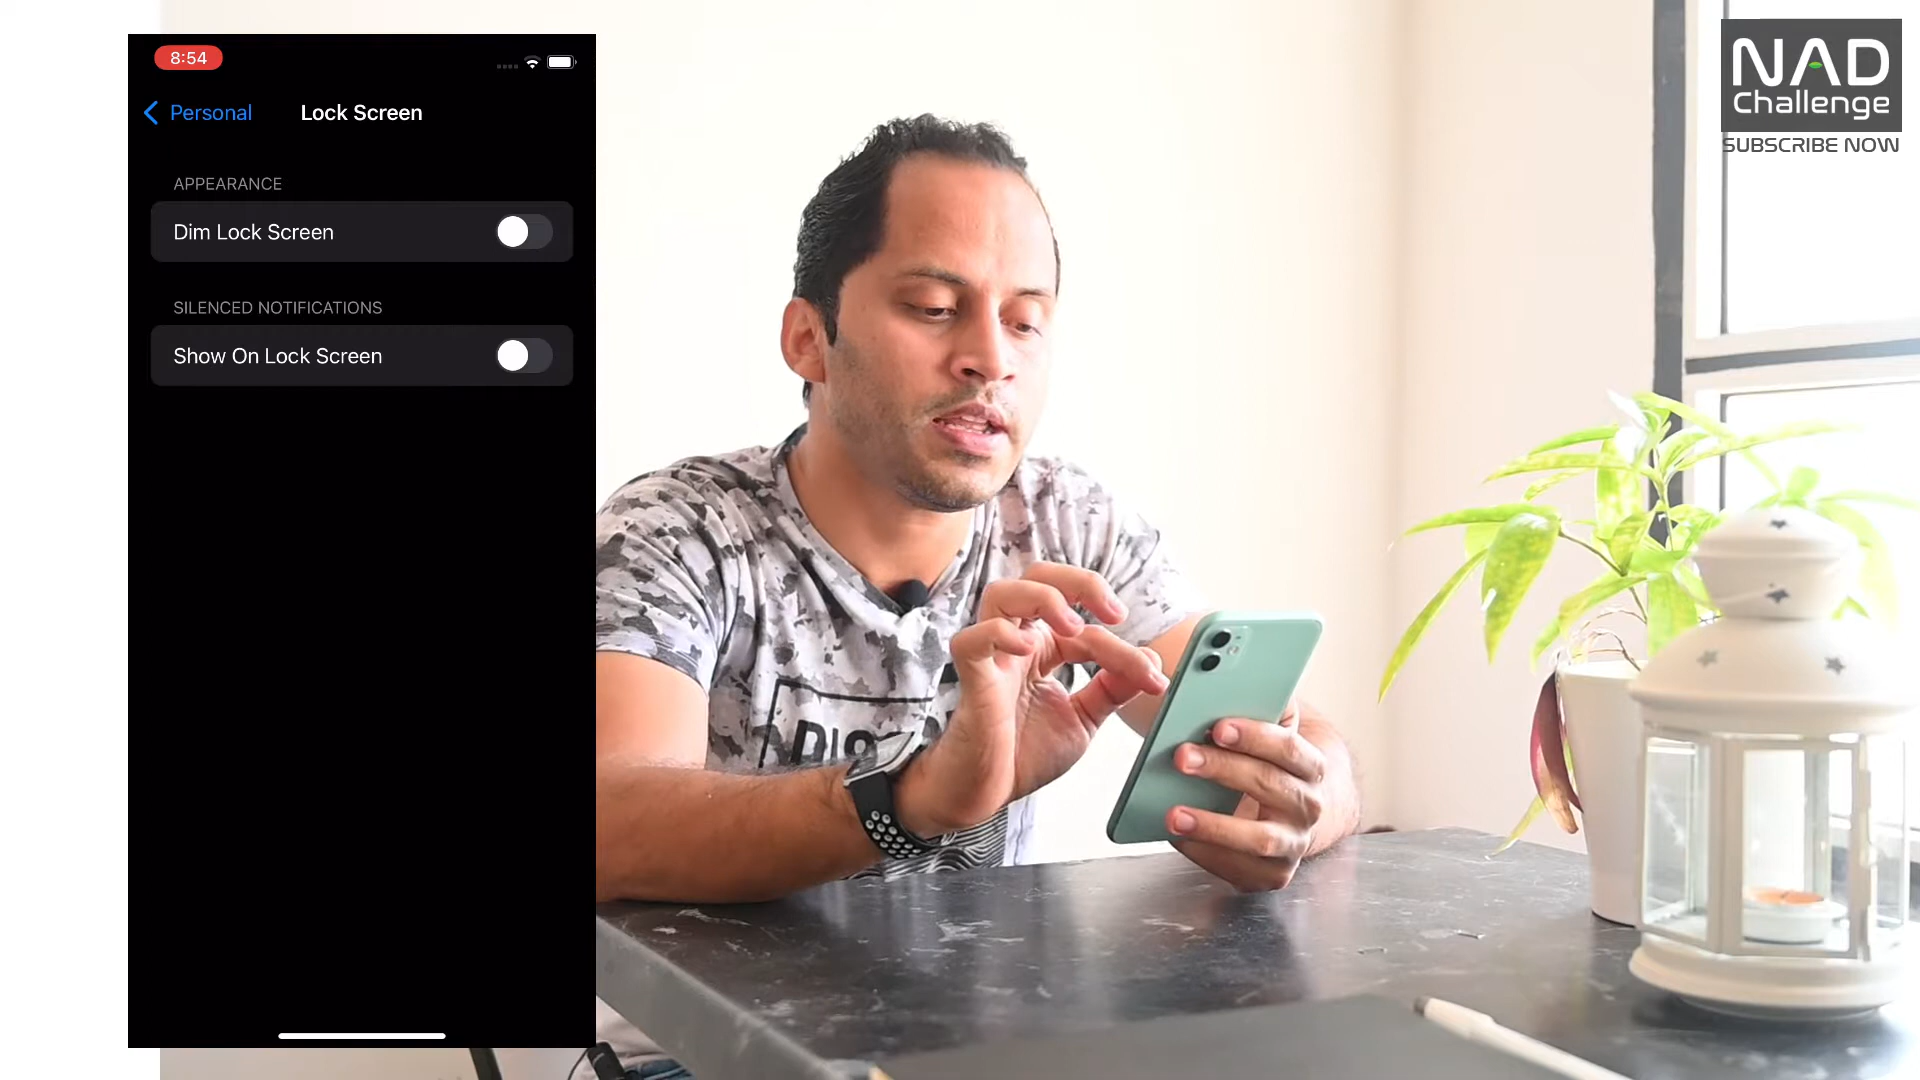 8:54
Personal
Lock Screen
APPEARANCE
Dim Lock Screen
SILENCED NOTIFICATIONS
Show On Lock Screen
NAD
Challenge
SUBSCRIBE NOW